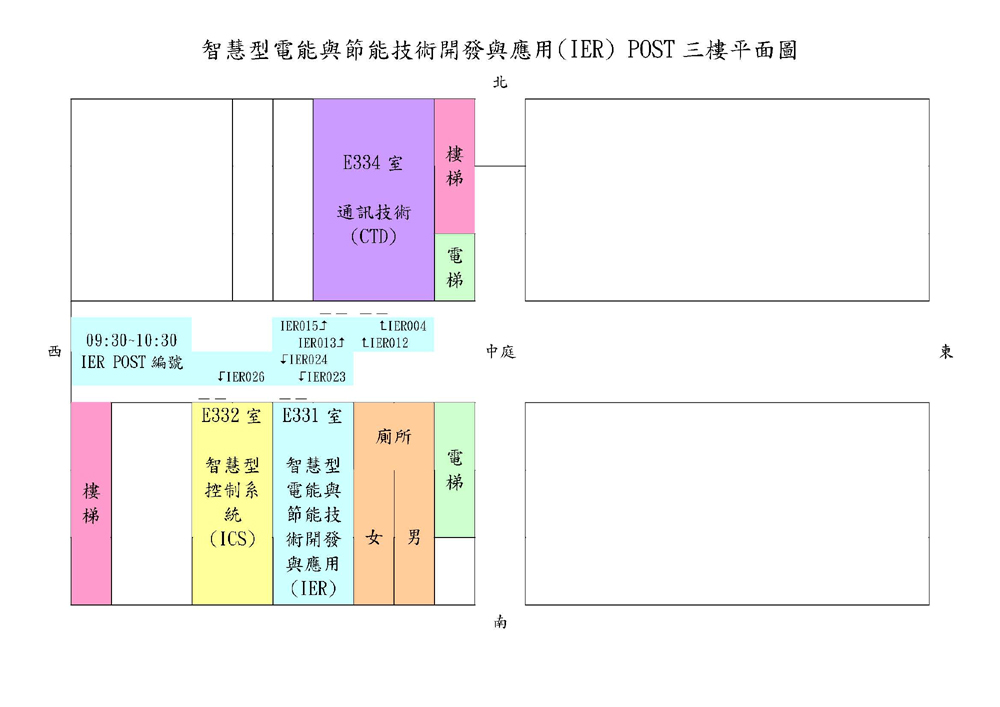 智慧型電能與節能技術開發與應用(IER) POST 三樓平面圖
北
E334 室
通訊技術
(CTD)
樓
梯
電
梯
09:30~10:30
IER POST 編號
IER015↥
↥IER004
IER013↥
↥IER012
↧IER024
↧IER026
↧IER023
西
中庭
東
樓
梯
E332 室
智慧型
控制系
統
(ICS)
E331 室
智慧型
電能與
節能技
術開發
與應用
(IER)
廁所
女
男
電
梯
南